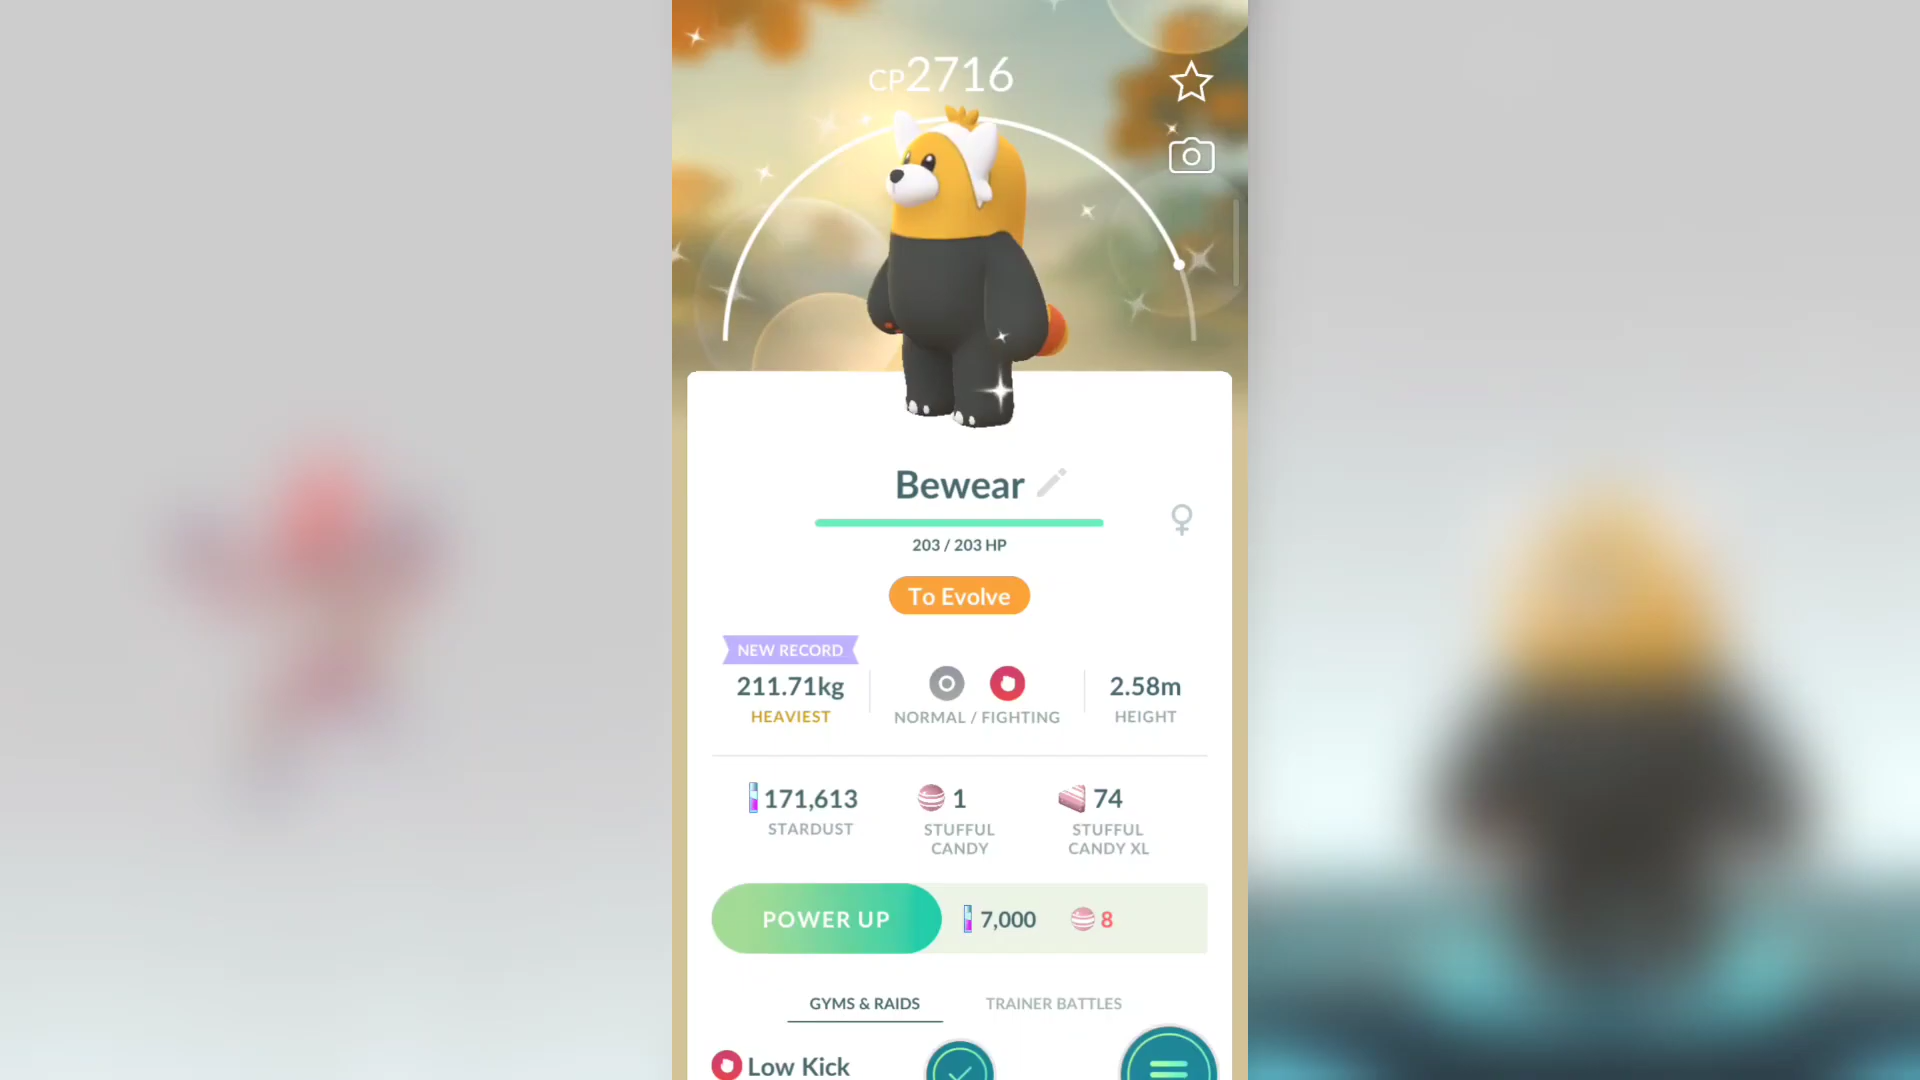 CP2716
Bewear
203 / 203 HP
To Evolve
NEW RECORD
211.71kg
HEAVIEST
NORMAL / FIGHTING
2.58m
HEIGHT
171,613
STARDUST
1
STUFFUL
CANDY
74
STUFFUL
CANDY XL
POWER UP
7,000
8
GYMS & RAIDS
TRAINER BATTLES
Low Kick